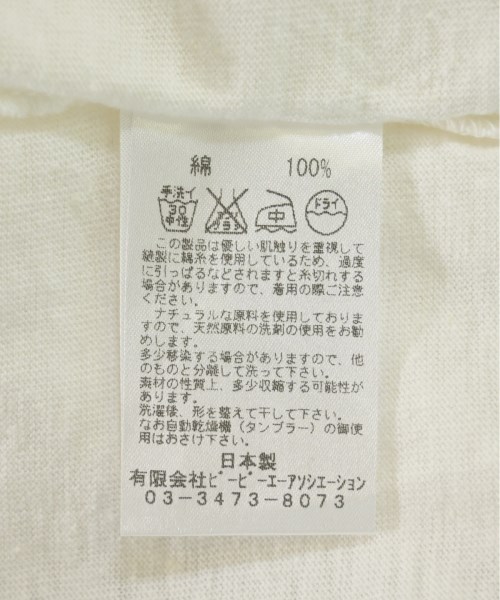 綿 100%
手洗イ
30
中性
エンソ
サラシ
中
ドライ
この製品は優しい肌触りを重視して
縫製に綿糸を使用しているため、過度
に引っぱるなどされますと糸切れする
場合がありますので、着用の際ご注意
ください。
ナチュラルな原料を使用しておりま
すので、天然原料の洗剤の使用をお勧
めします。
多少移染する場合がありますので、他
のものと分離して洗って下さい。
素材の性質上、多少収縮する可能性が
あります。
洗濯後、形を整えて干して下さい。
なお自動乾燥機（タンブラー）の御使
用はおさけ下さい。
日本製
有限会社ビーピーエーアソシエーション
03-3473-8073